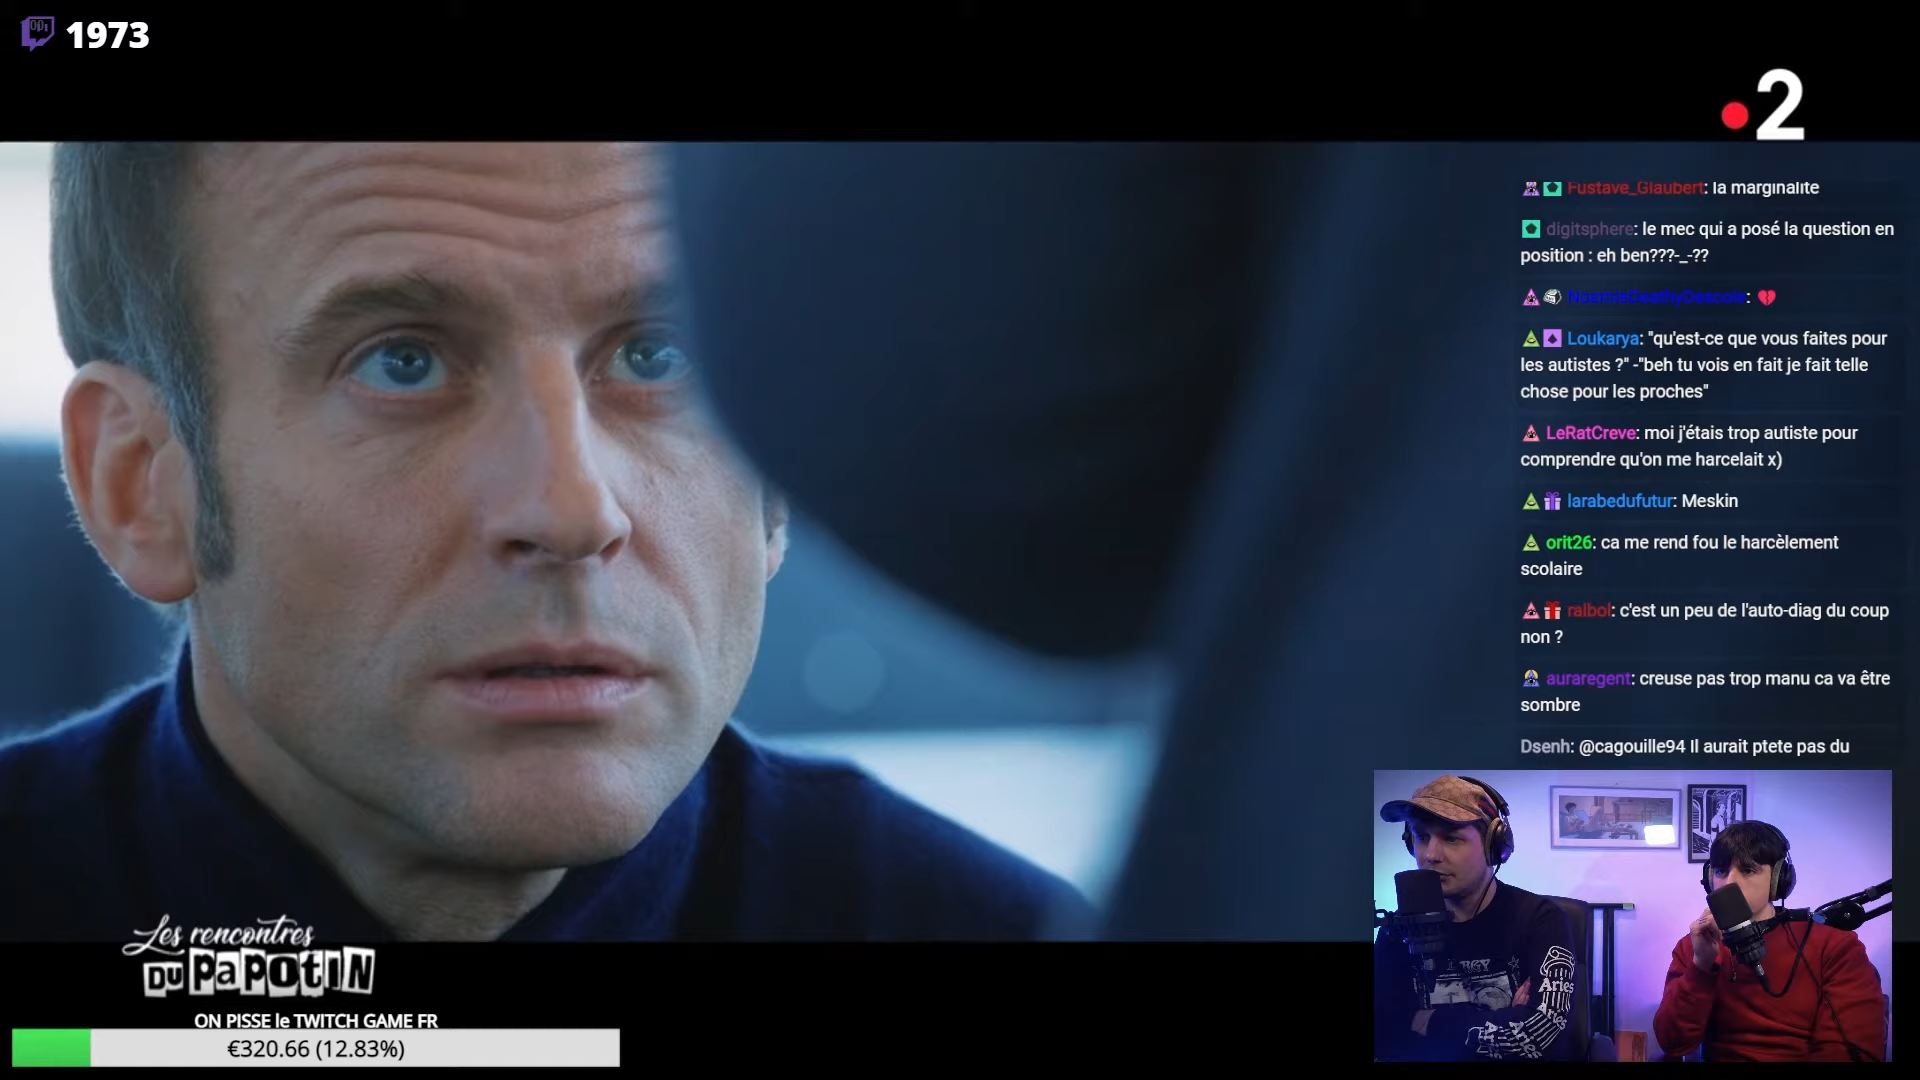 1973
2
Fustave_Glaubert: la marginalité
digitsphere: le mec qui a posé la question en
position : eh ben???-_-??
NoemieDeathyDescole:
Loukarya: "qu'est-ce que vous faites pour
les autistes ?" -"beh tu vois en fait je fait telle
chose pour les proches"
LeRatCreve: moi j'étais trop autiste pour
comprendre qu'on me harcelait x)
larabedufutur: Meskin
orit26: ca me rend fou le harcèlement
scolaire
ralbol: c'est un peu de l'auto-diag du coup
non ?
auraregent: creuse pas trop manu ca va être
sombre
Dsenh: @cagouille94 Il aurait ptete pas du
Les rencontres
DU PAPOTIN
ON PISSE le TWITCH GAME FR
€320.66 (12.83%)
Aries
Aries